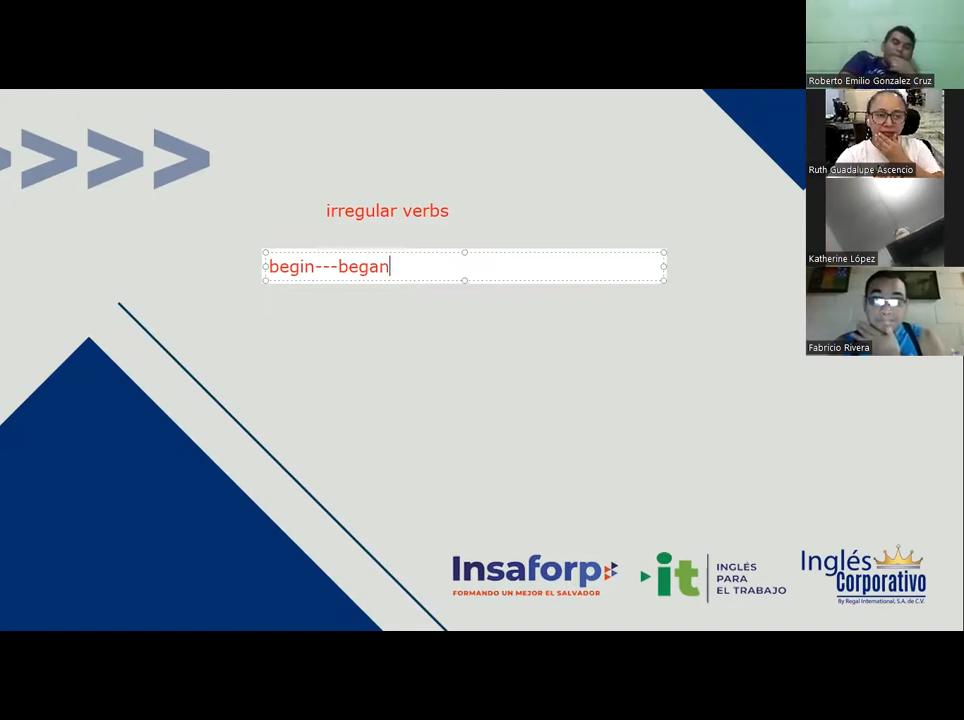 Roberto Emilio Gonzalez Cruz
Ruth Guadalupe Ascencio
Katherine López
Fabricio Rivera
irregular verbs
begin---began
Insaforp
FORMANDO UN MEJOR EL SALVADOR
it
INGLÉS
PARA
EL TRABAJO
Inglés
Corporativo
By Regal International, S.A. de C.V.